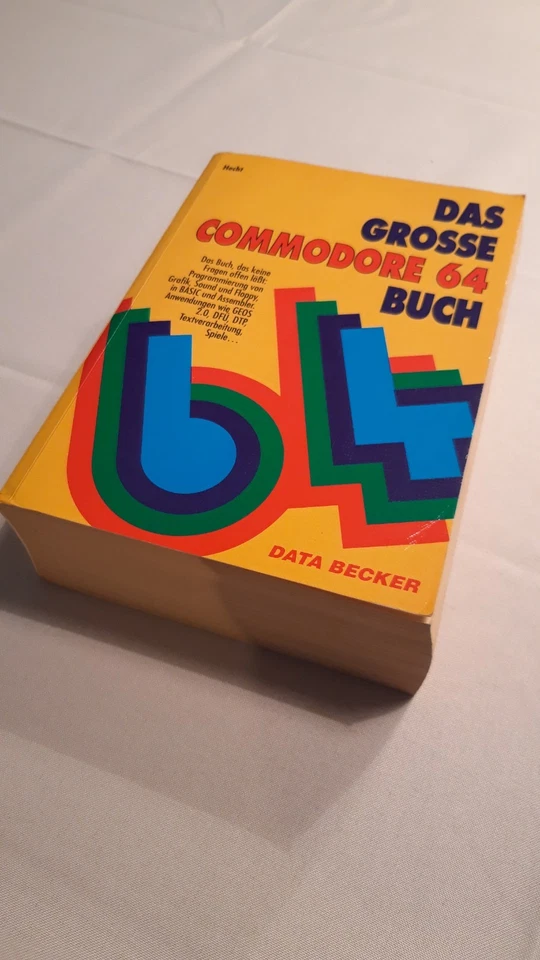 Hecht
DAS
GROSSE
COMMODORE 64
BUCH
Das Buch, das keine
Fragen offen läßt:
Programmierung von
Grafik, Sound und Floppy,
in BASIC und Assembler.
Anwendungen wie GEOS
2.0, DFÜ, DTP,
Textverarbeitung,
Spiele...
64
DATA BECKER